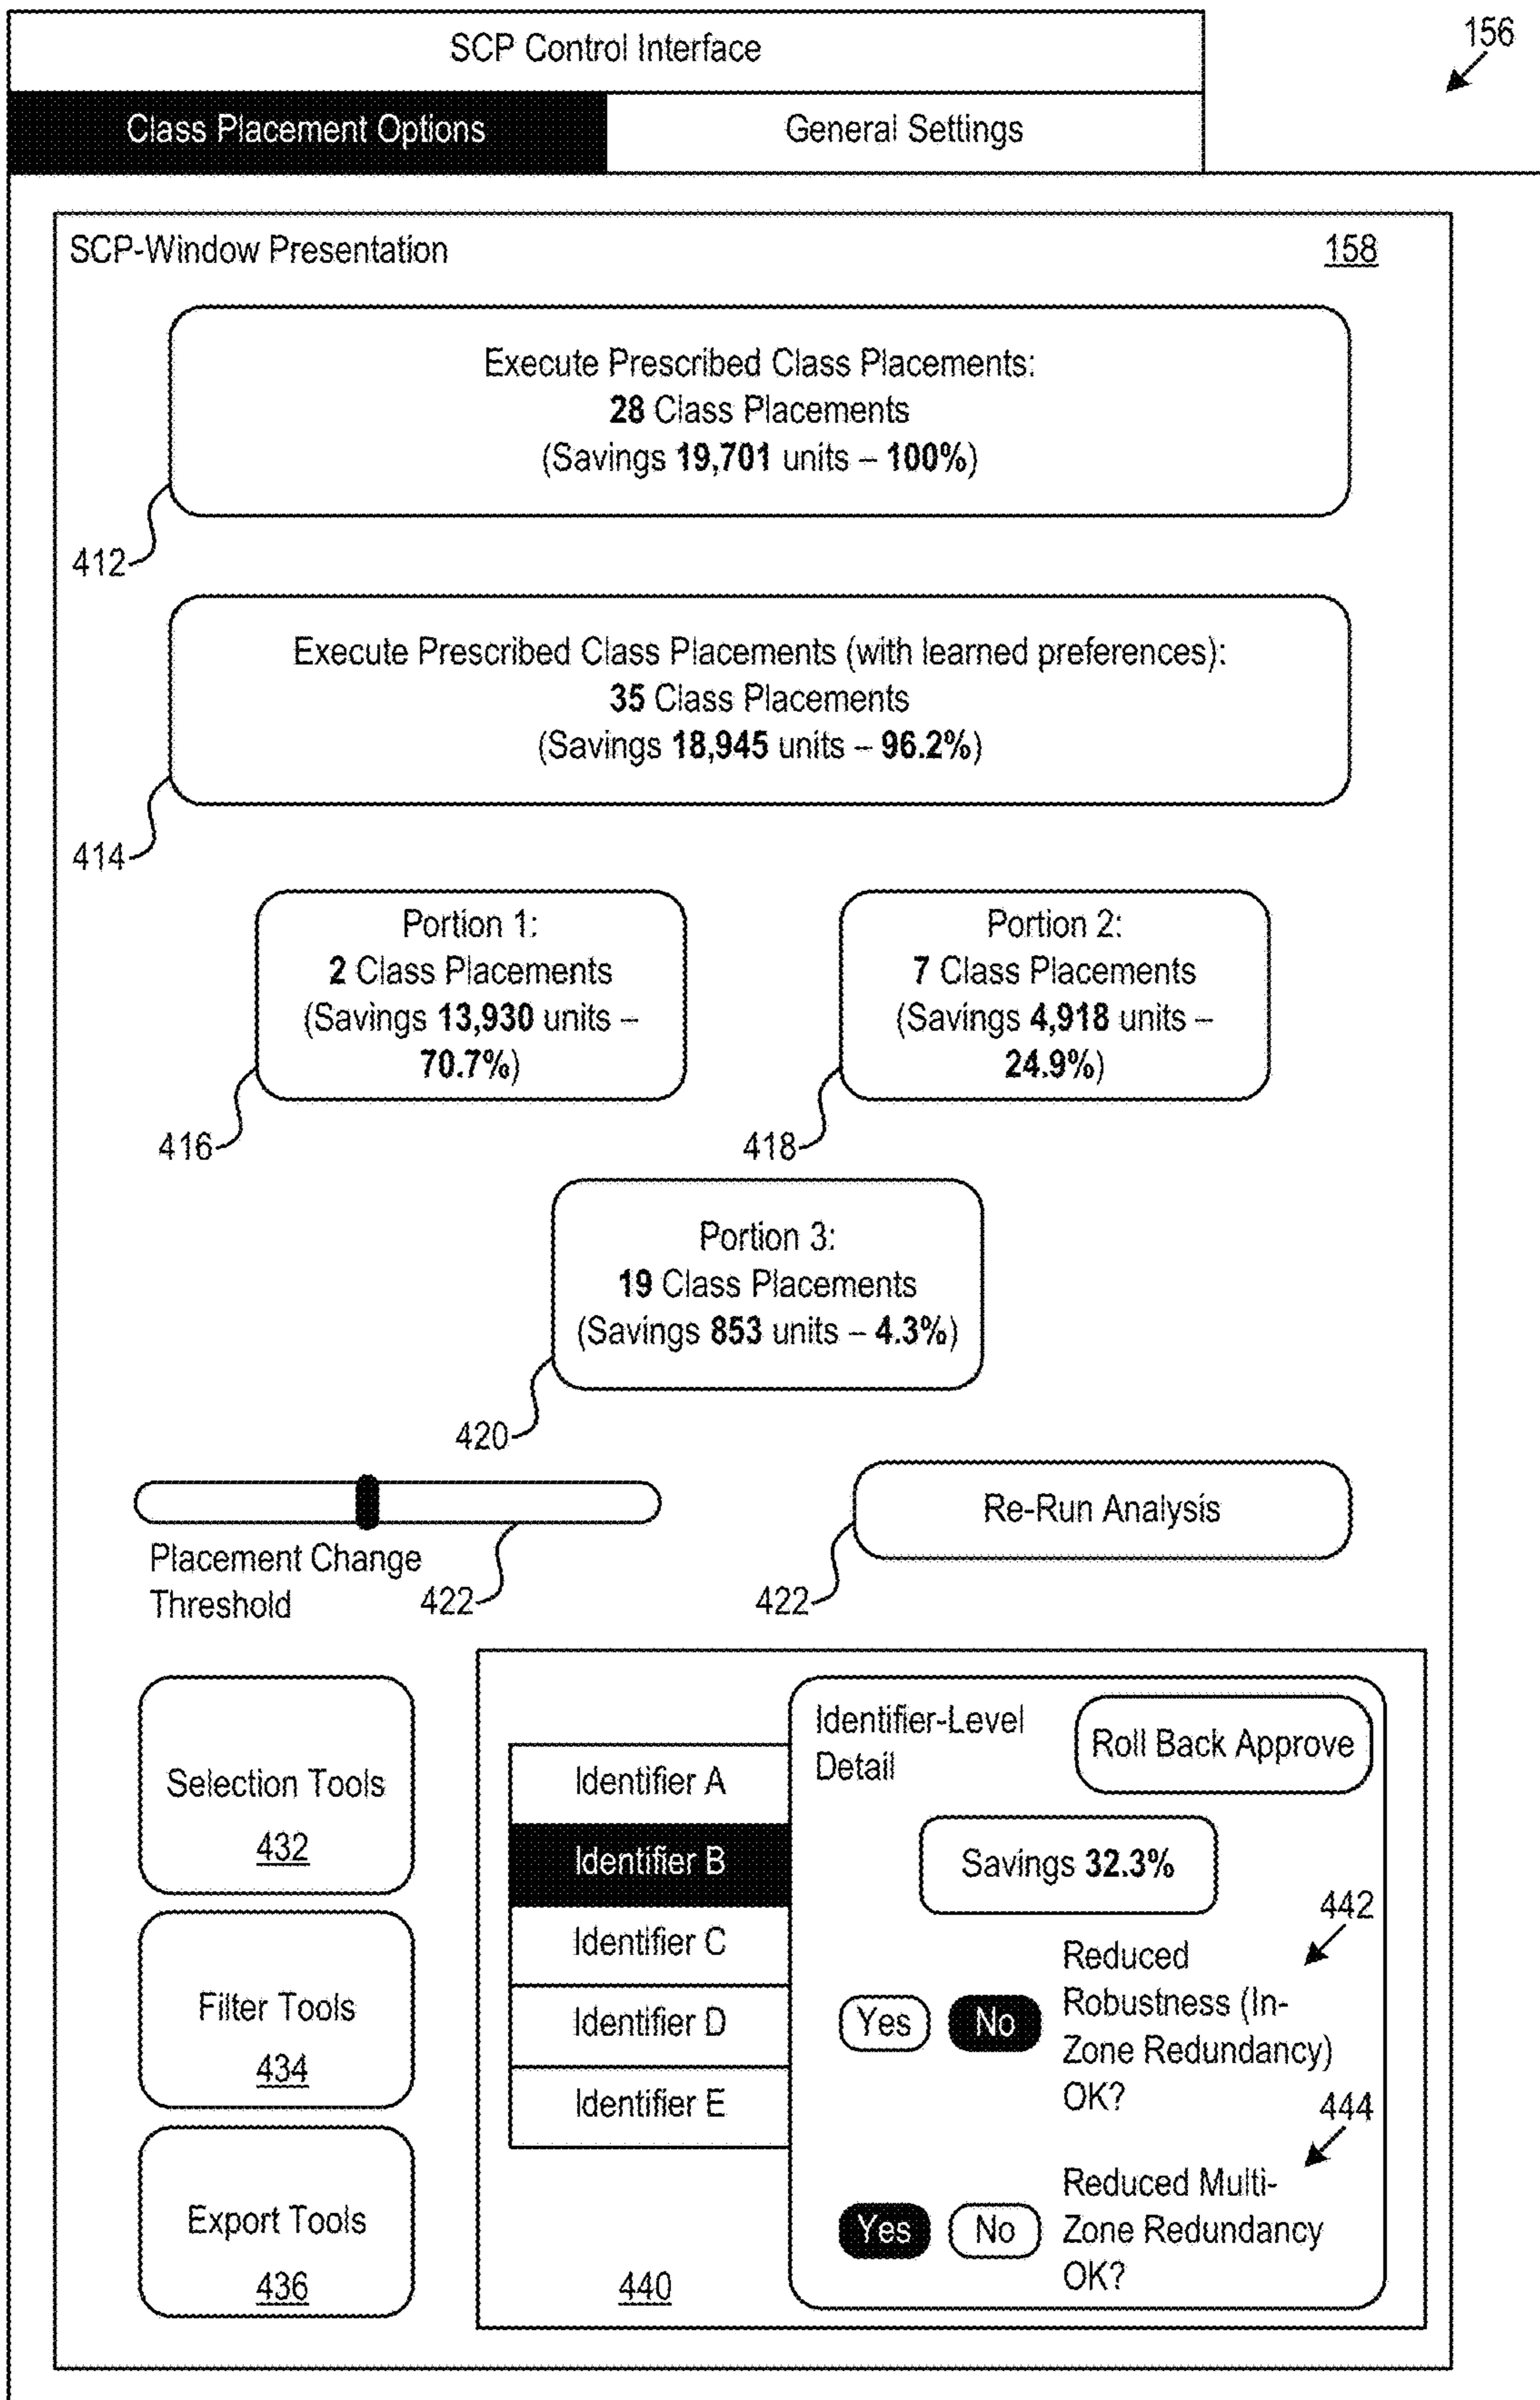 SCP Control Interface
156
Class Placement Options
General Settings
SCP-Window Presentation
158
Execute Prescribed Class Placements:
28 Class Placements
(Savings 19,701 units – 100%)
412
Execute Prescribed Class Placements (with learned preferences):
35 Class Placements
(Savings 18,945 units – 96.2%)
414
Portion 1:
2 Class Placements
(Savings 13,930 units –
70.7%)
416
Portion 2:
7 Class Placements
(Savings 4,918 units –
24.9%)
418
Portion 3:
19 Class Placements
(Savings 853 units – 4.3%)
420
Placement Change
Threshold
422
Re-Run Analysis
422
Selection Tools
432
Filter Tools
434
Export Tools
436
Identifier A
Identifier B
Identifier C
Identifier D
Identifier E
440
Identifier-Level
Detail
Roll Back Approve
Savings 32.3%
442
Yes
No
Reduced
Robustness (In-
Zone Redundancy)
OK?
444
Yes
No
Reduced Multi-
Zone Redundancy
OK?